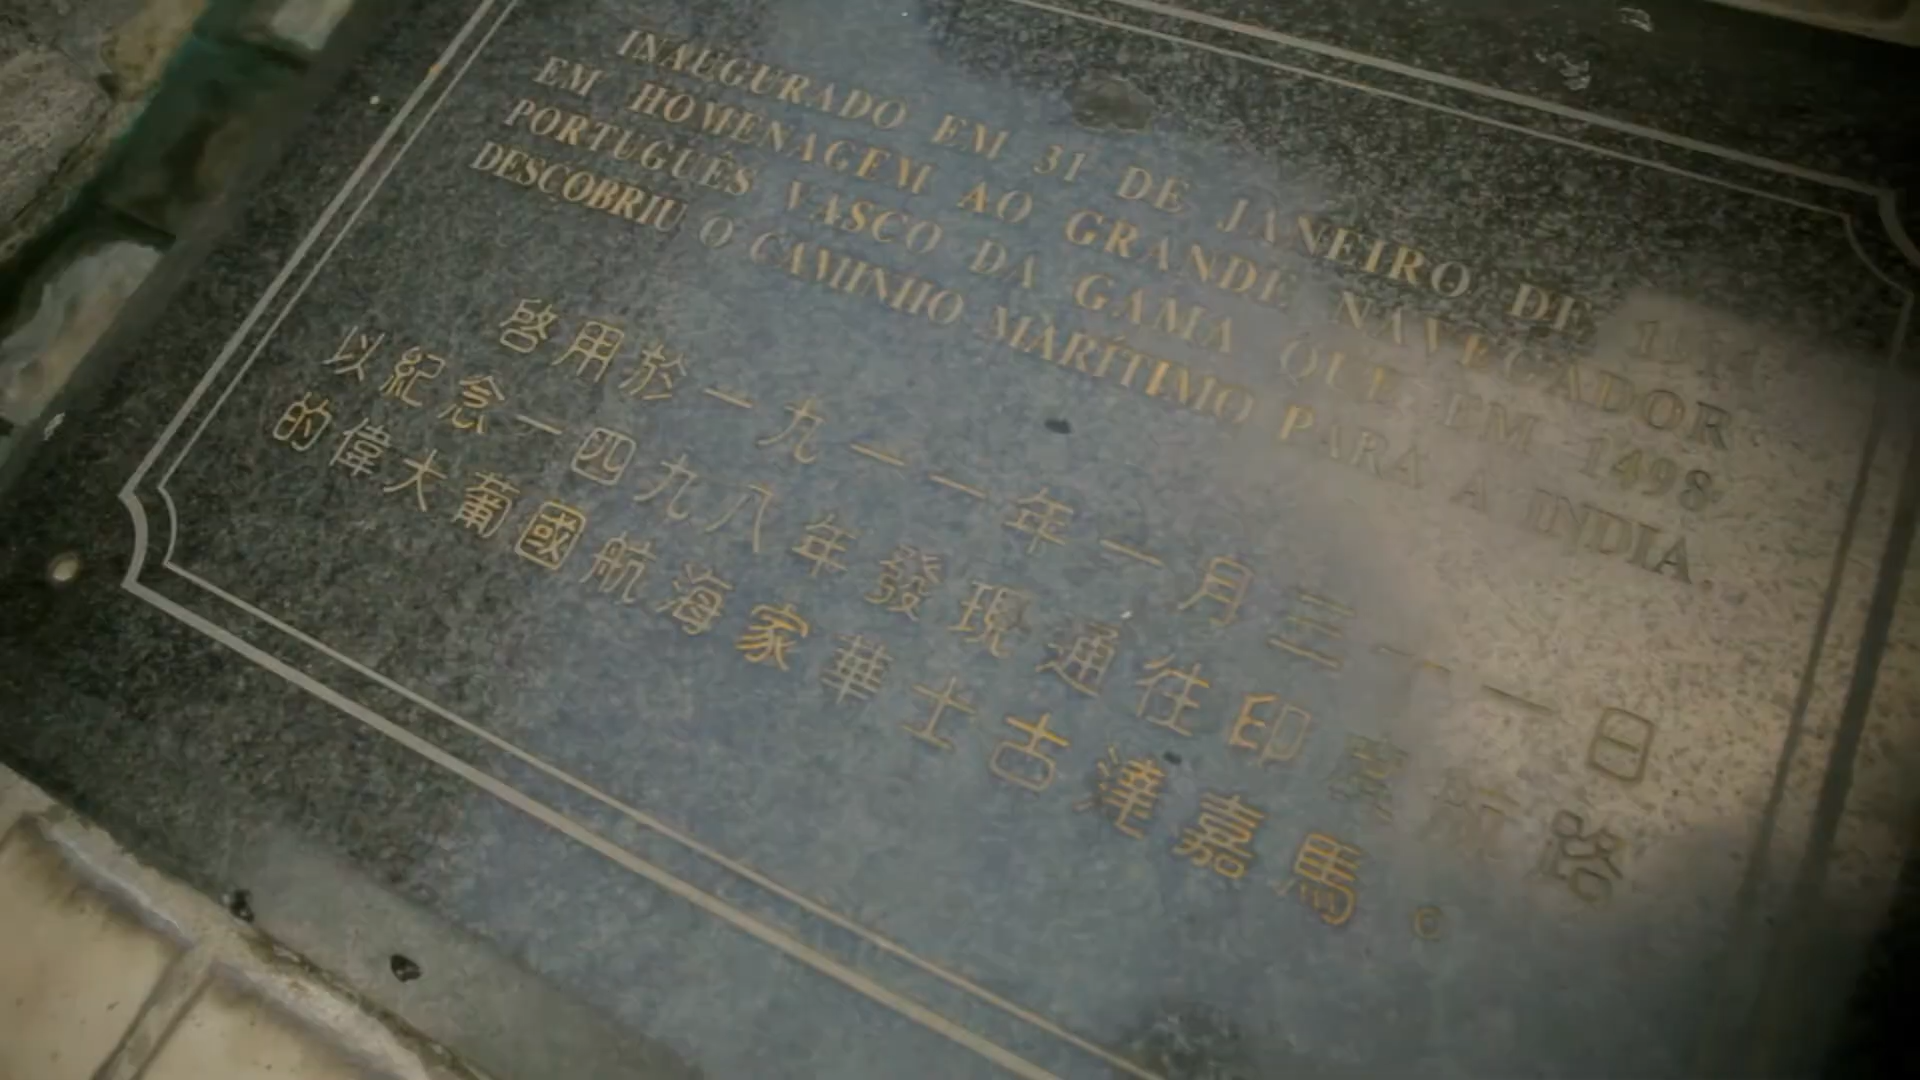 INAUGURADO EM 31 DE JANEIRO DE
EM HOMENAGEM AO GRANDE NAVEGADOR
PORTUGUÊS VASCO DA GAMA QUE EM 1498
DESCOBRIU O CAMINHO MARÍTIMO PARA A INDIA.
啓用於一九一一年一月三十一日
以紀念一四九八年發現通往印度航路
的偉大葡國航海家華士古達嘉馬。